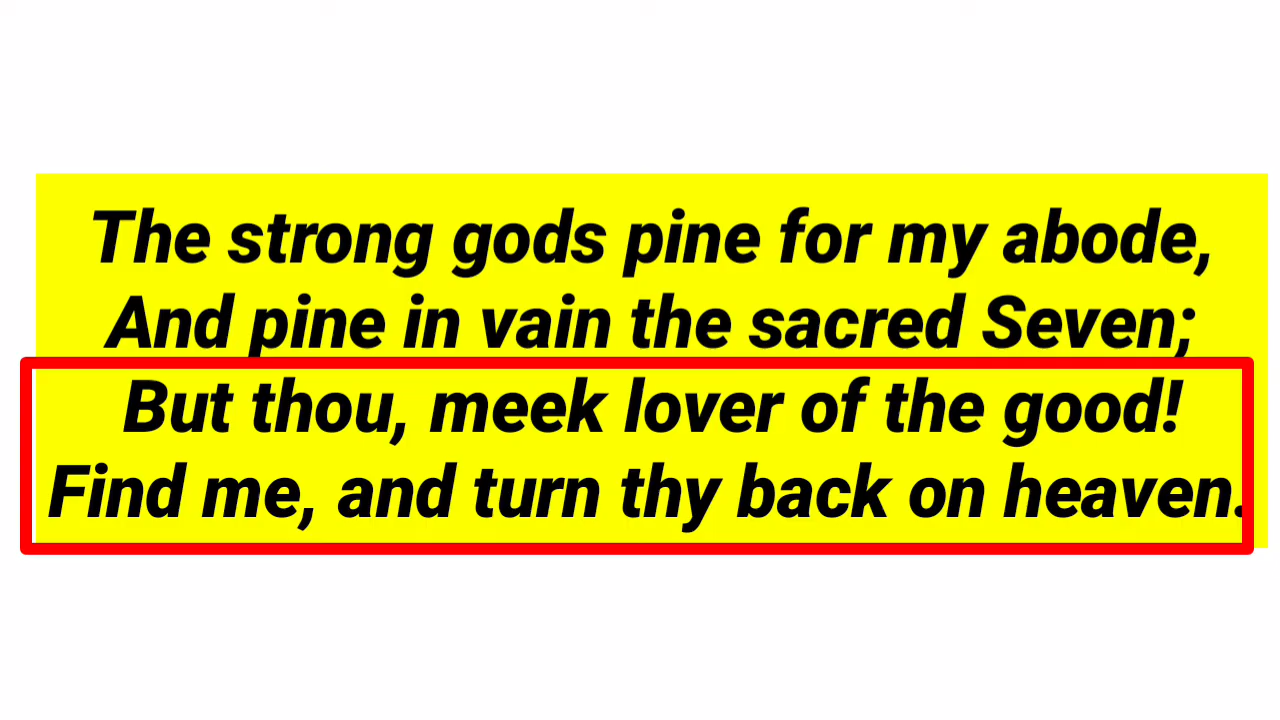 The strong gods pine for my abode,
And pine in vain the sacred Seven;
But thou, meek lover of the good!
Find me, and turn thy back on heaven.